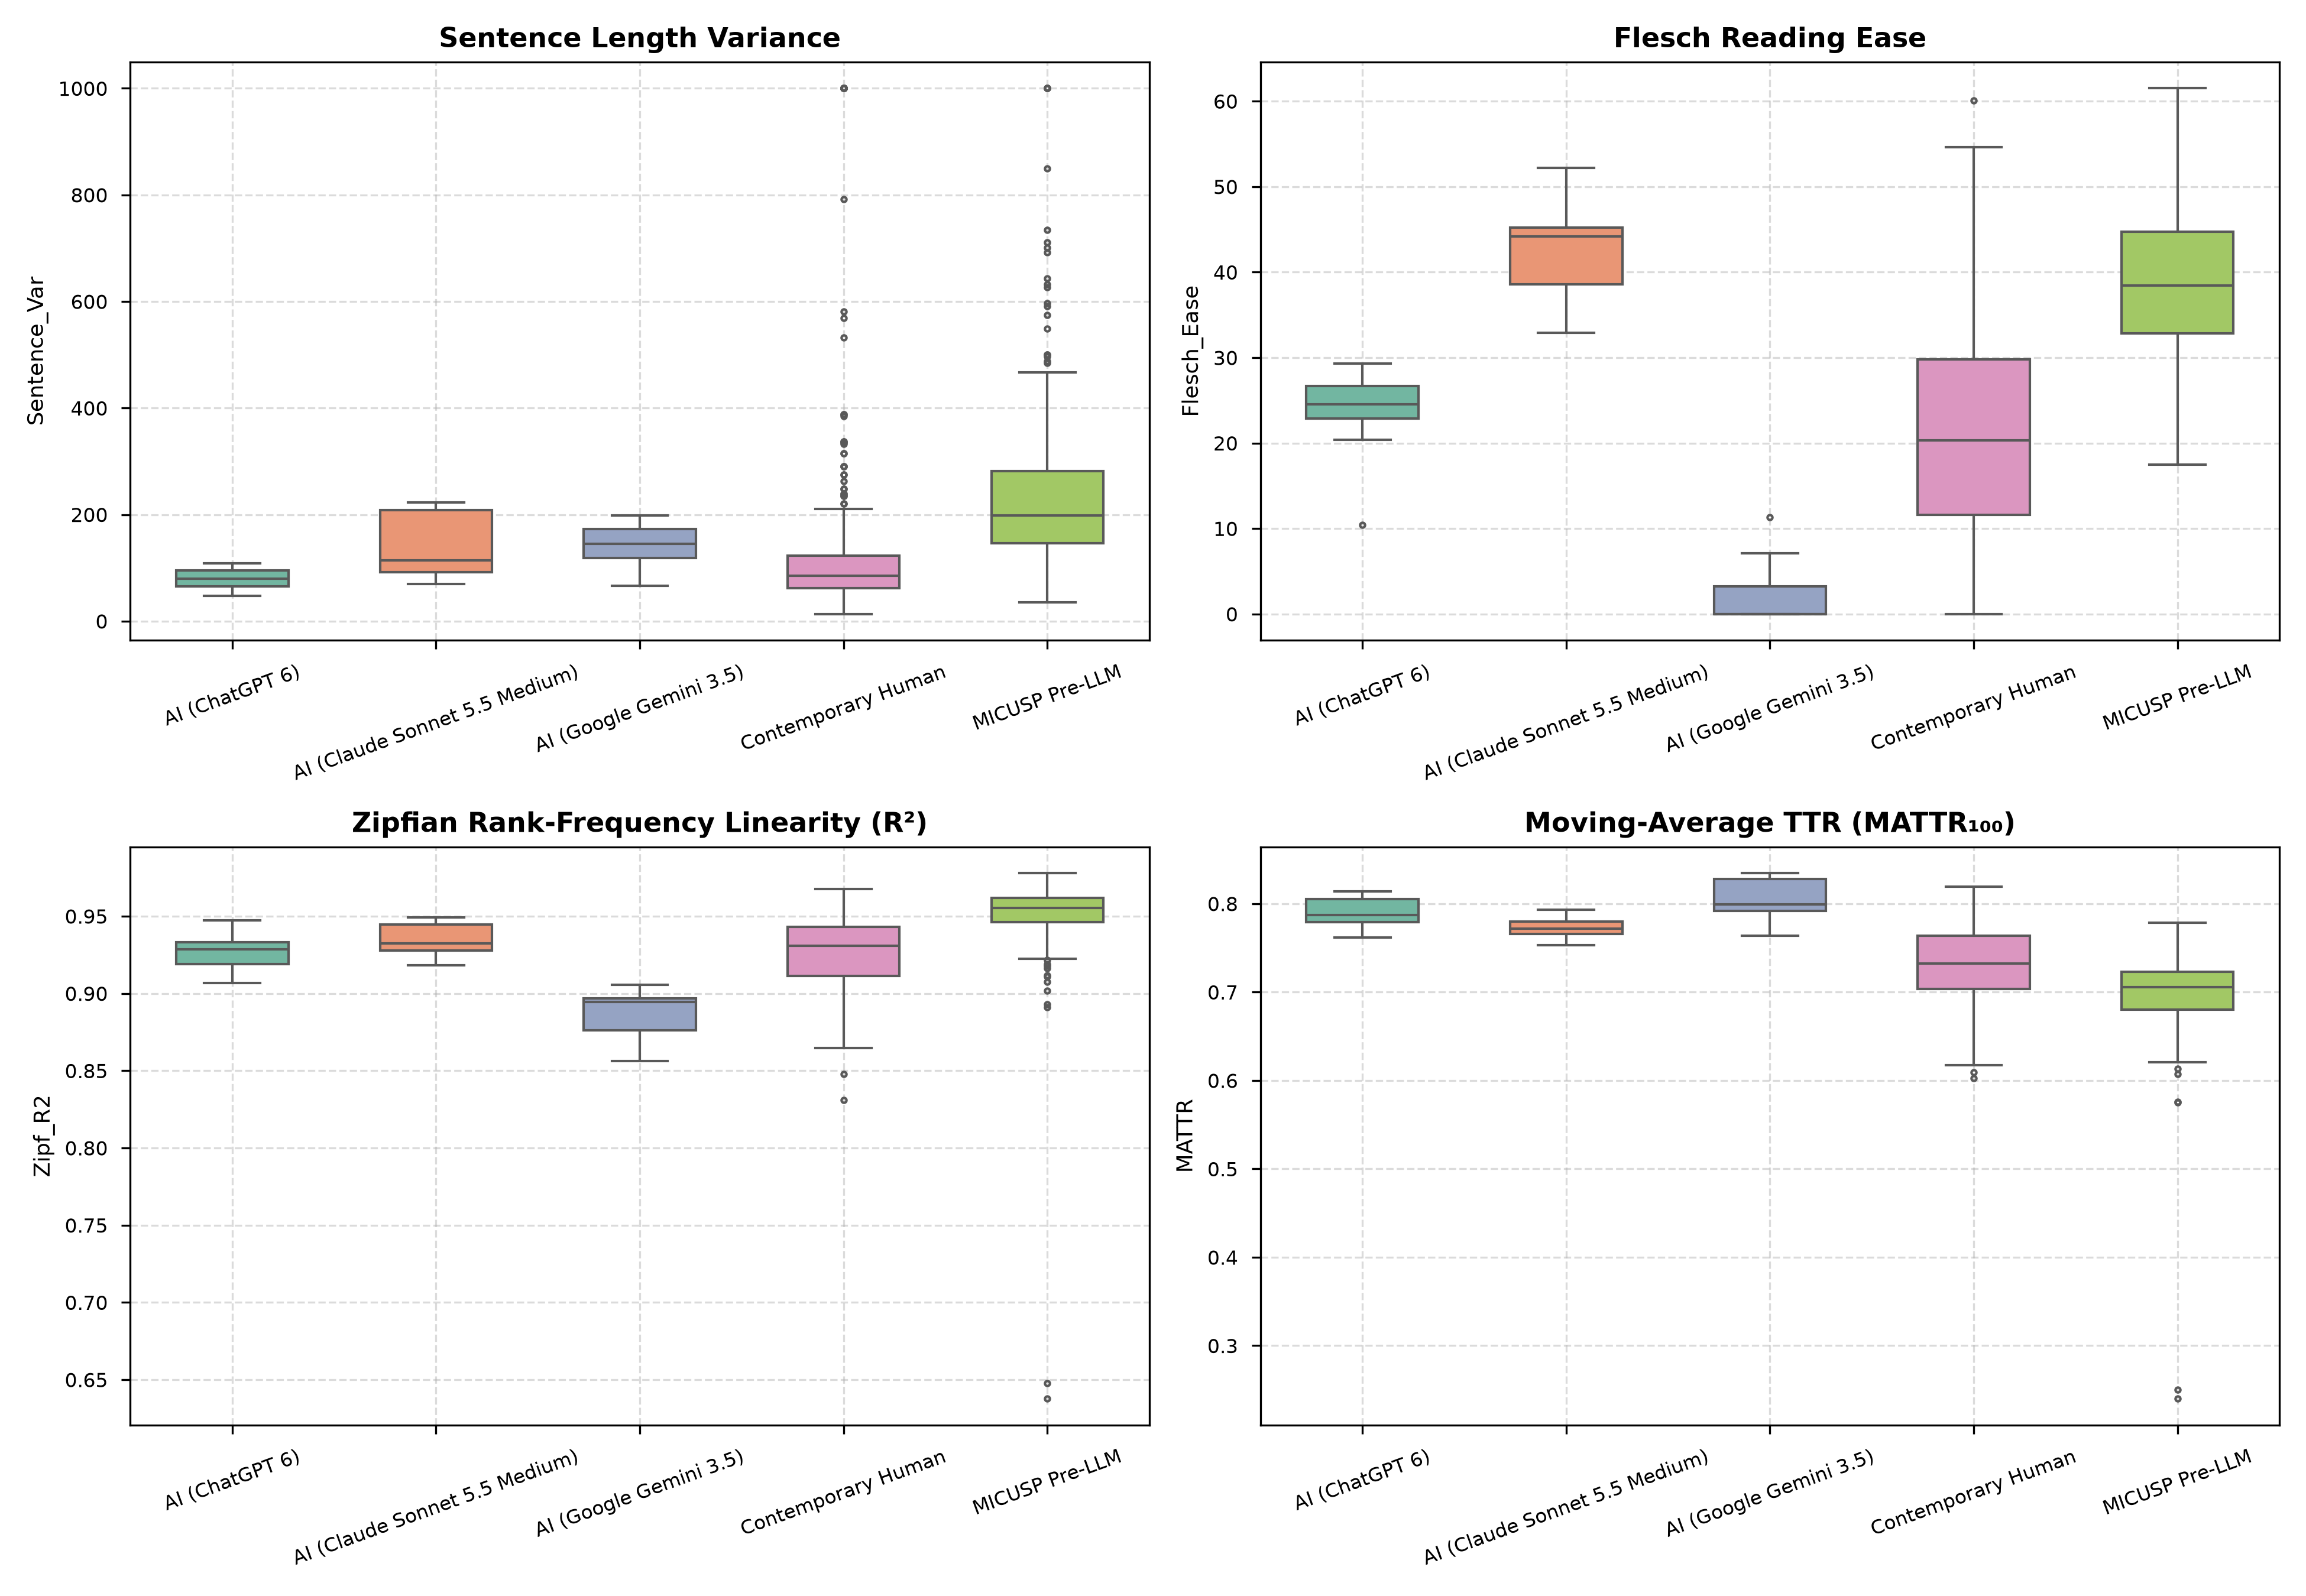 Sentence Length Variance
Sentence_Var
1000
800
600
400
200
0
AI (ChatGPT 6)
AI (Claude Sonnet 5.5 Medium)
AI (Google Gemini 3.5)
Contemporary Human
MICUSP Pre-LLM
Flesch Reading Ease
Flesch_Ease
60
50
40
30
20
10
0
AI (ChatGPT 6)
AI (Claude Sonnet 5.5 Medium)
AI (Google Gemini 3.5)
Contemporary Human
MICUSP Pre-LLM
Zipfian Rank-Frequency Linearity (R²)
Zipf_R2
0.95
0.90
0.85
0.80
0.75
0.70
0.65
AI (ChatGPT 6)
AI (Claude Sonnet 5.5 Medium)
AI (Google Gemini 3.5)
Contemporary Human
MICUSP Pre-LLM
Moving-Average TTR (MATTR₁₀₀)
MATTR
0.8
0.7
0.6
0.5
0.4
0.3
AI (ChatGPT 6)
AI (Claude Sonnet 5.5 Medium)
AI (Google Gemini 3.5)
Contemporary Human
MICUSP Pre-LLM